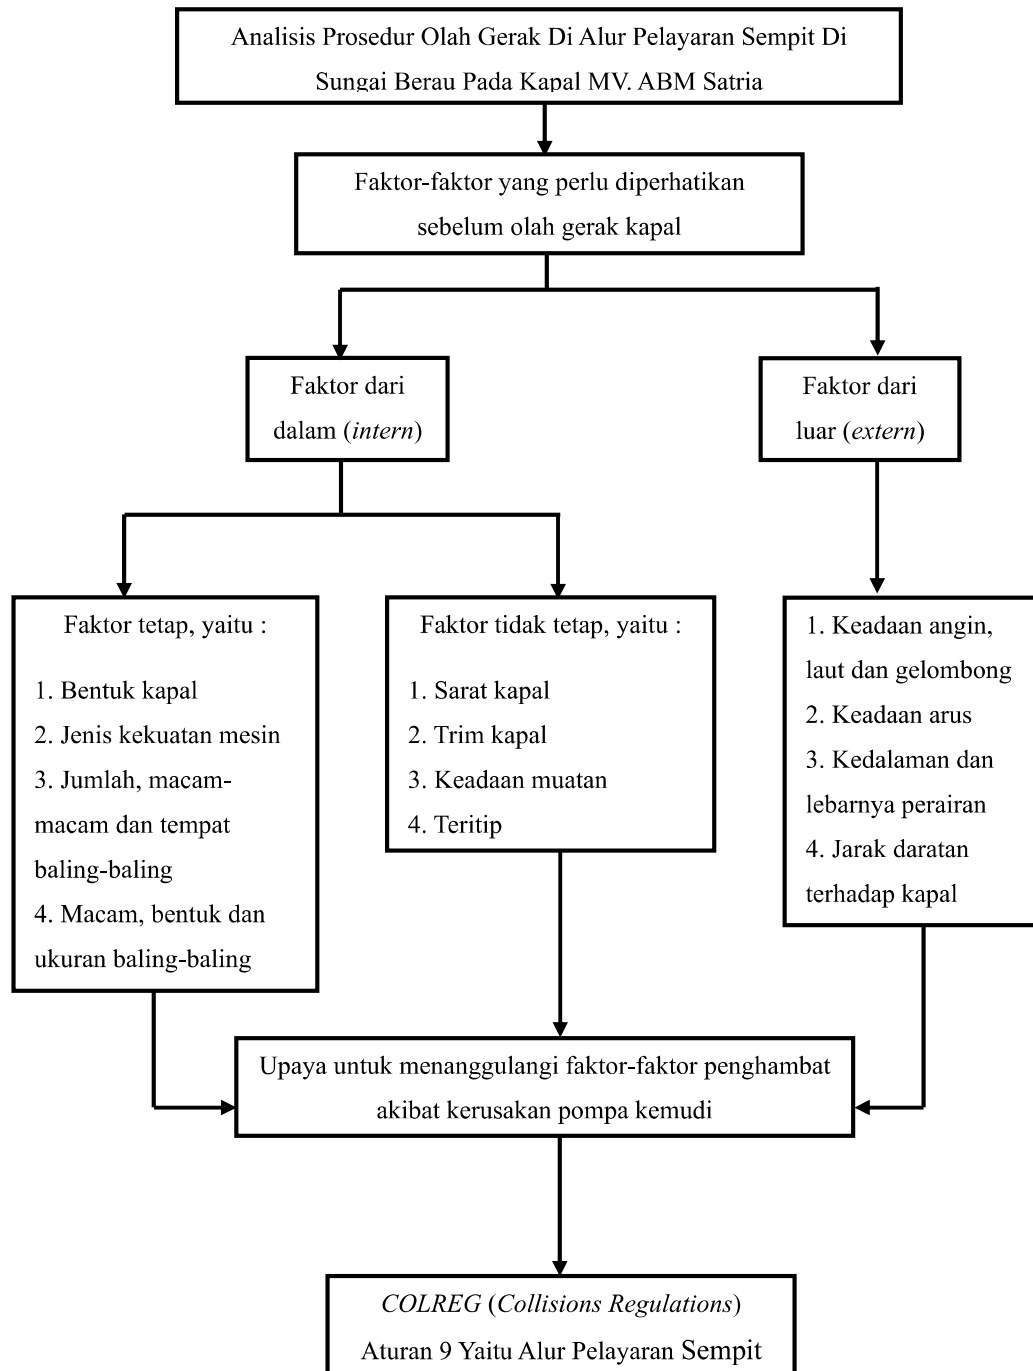 Analisis Prosedur Olah Gerak Di Alur Pelayaran Sempit Di
Sungai Berau Pada Kapal MV. ABM Satria
Faktor-faktor yang perlu diperhatikan
sebelum olah gerak kapal
Faktor dari
dalam (intern)
Faktor dari
luar (extern)
Faktor tetap, yaitu :
1. Bentuk kapal
2. Jenis kekuatan mesin
3. Jumlah, macam-
macam dan tempat
baling-baling
4. Macam, bentuk dan
ukuran baling-baling
Faktor tidak tetap, yaitu :
1. Sarat kapal
2. Trim kapal
3. Keadaan muatan
4. Teritip
1. Keadaan angin,
laut dan gelombong
2. Keadaan arus
3. Kedalaman dan
lebarnya perairan
4. Jarak daratan
terhadap kapal
Upaya untuk menanggulangi faktor-faktor penghambat
akibat kerusakan pompa kemudi
COLREG (Collisions Regulations)
Aturan 9 Yaitu Alur Pelayaran Sempit